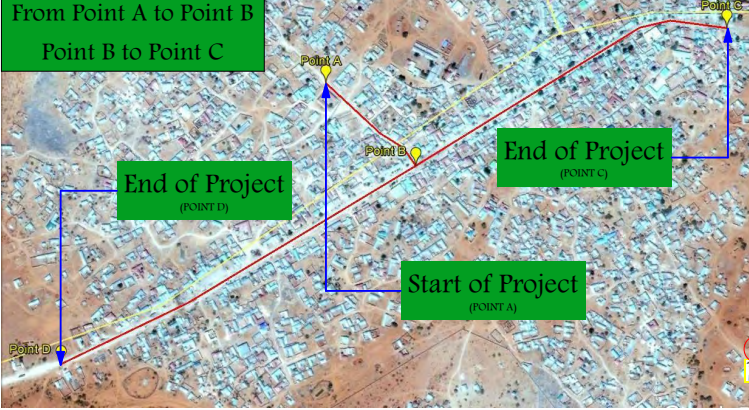 From Point A to Point B
Point B to Point C
Point C
Point A
Point B
End of Project
(POINT C)
End of Project
(POINT D)
Start of Project
(POINT A)
Point D